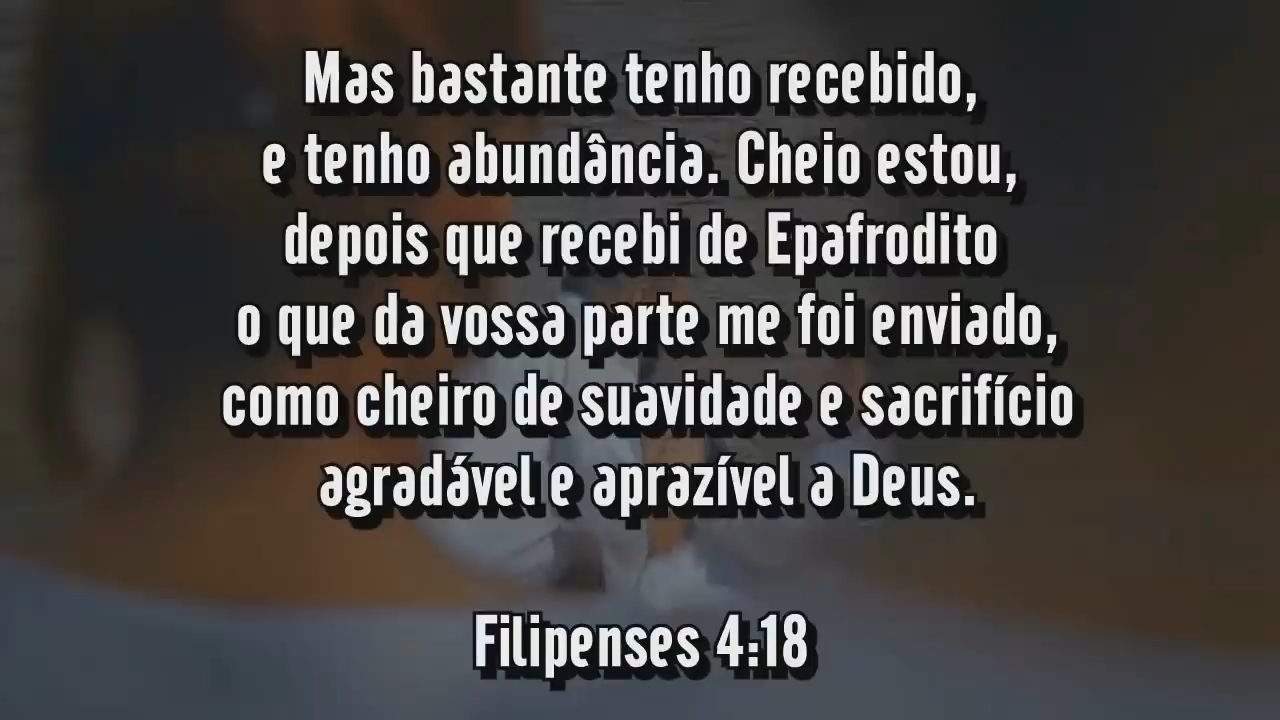 Mas bastante tenho recebido,
e tenho abundância. Cheio estou,
depois que recebi de Epafrodito
o que da vossa parte me foi enviado,
como cheiro de suavidade e sacrifício
agradável e aprazível a Deus.
Filipenses 4:18